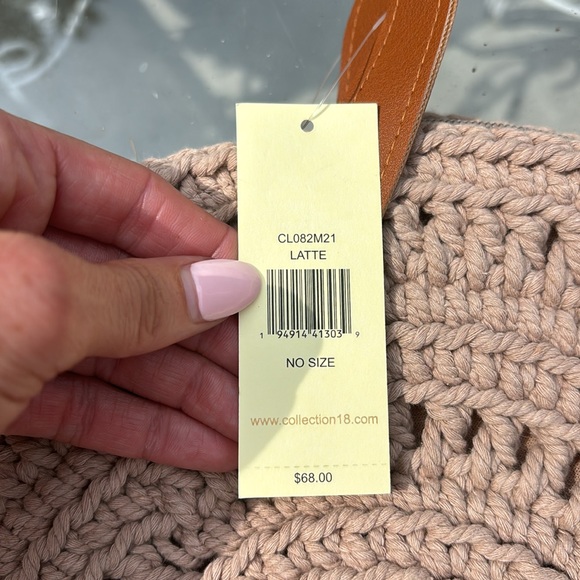 CL082M21
LATTE
1 94914 41303 9
NO SIZE
www.collection18.com
$68.00